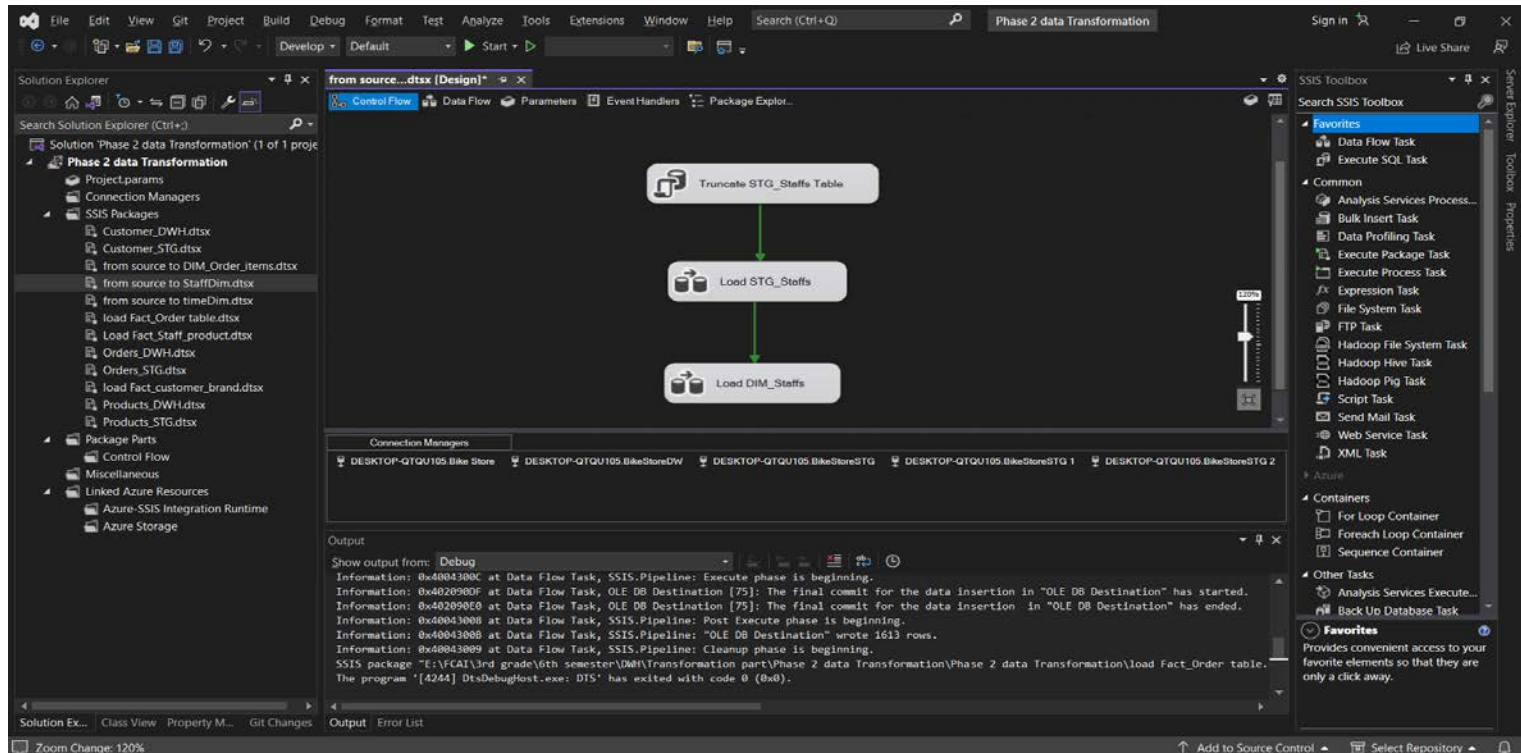 File Edit View Git Project Build Debug Format Test Analyze Tools Extensions Window Help Search (Ctrl+Q) Phase 2 data Transformation Sign in
Develop Default Start Live Share
Solution Explorer
Search Solution Explorer (Ctrl+;)
Solution 'Phase 2 data Transformation' (1 of 1 proje
Phase 2 data Transformation
Project.params
Connection Managers
SSIS Packages
Customer_DWH.dtsx
Customer_STG.dtsx
from source to DIM_Order_items.dtsx
from source to StaffDim.dtsx
from source to timeDim.dtsx
load Fact_Order table.dtsx
Load Fact_Staff_product.dtsx
Orders_DWH.dtsx
Orders_STG.dtsx
load Fact_customer_brand.dtsx
Products_DWH.dtsx
Products_STG.dtsx
Package Parts
Control Flow
Miscellaneous
Linked Azure Resources
Azure-SSIS Integration Runtime
Azure Storage
Solution Ex... Class View Property M... Git Changes
from source...dtsx [Design]*
Control Flow Data Flow Parameters Event Handlers Package Explor...
Truncate STG_Staffs Table
Load STG_Staffs
Load DIM_Staffs
120%
Connection Managers
DESKTOP-QTQU105.Bike Store DESKTOP-QTQU105.BikeStoreDW DESKTOP-QTQU105.BikeStoreSTG DESKTOP-QTQU105.BikeStoreSTG 1 DESKTOP-QTQU105.BikeStoreSTG 2
Output
Show output from: Debug
Information: 0x4004300C at Data Flow Task, SSIS.Pipeline: Execute phase is beginning.
Information: 0x402090DF at Data Flow Task, OLE DB Destination [75]: The final commit for the data insertion in "OLE DB Destination" has started.
Information: 0x402090E0 at Data Flow Task, OLE DB Destination [75]: The final commit for the data insertion in "OLE DB Destination" has ended.
Information: 0x40043008 at Data Flow Task, SSIS.Pipeline: Post Execute phase is beginning.
Information: 0x4004300B at Data Flow Task, SSIS.Pipeline: "OLE DB Destination" wrote 1613 rows.
Information: 0x40043009 at Data Flow Task, SSIS.Pipeline: Cleanup phase is beginning.
SSIS package "E:\FCAI\3rd grade\6th semester\DWH\Transformation part\Phase 2 data Transformation\Phase 2 data Transformation\load Fact_Order table.
The program '[4244] DtsDebugHost.exe: DTS' has exited with code 0 (0x0).
Output Error List
SSIS Toolbox
Search SSIS Toolbox
Favorites
Data Flow Task
Execute SQL Task
Common
Analysis Services Process...
Bulk Insert Task
Data Profiling Task
Execute Package Task
Execute Process Task
Expression Task
File System Task
FTP Task
Hadoop File System Task
Hadoop Hive Task
Hadoop Pig Task
Script Task
Send Mail Task
Web Service Task
XML Task
Azure
Containers
For Loop Container
Foreach Loop Container
Sequence Container
Other Tasks
Analysis Services Execute...
Back Up Database Task
Favorites
Provides convenient access to your
favorite elements so that they are
only a click away.
Server Explorer Toolbox Properties
Zoom Change: 120% Add to Source Control Select Repository